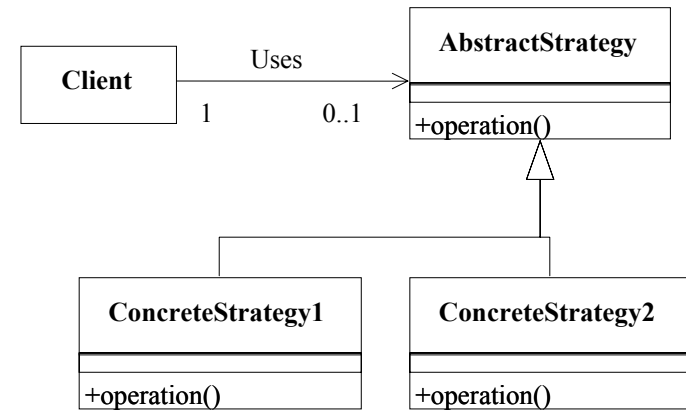 AbstractStrategy
Uses
Client
1
0..1
+operation()
ConcreteStrategy1
ConcreteStrategy2
+operation()
+operation()